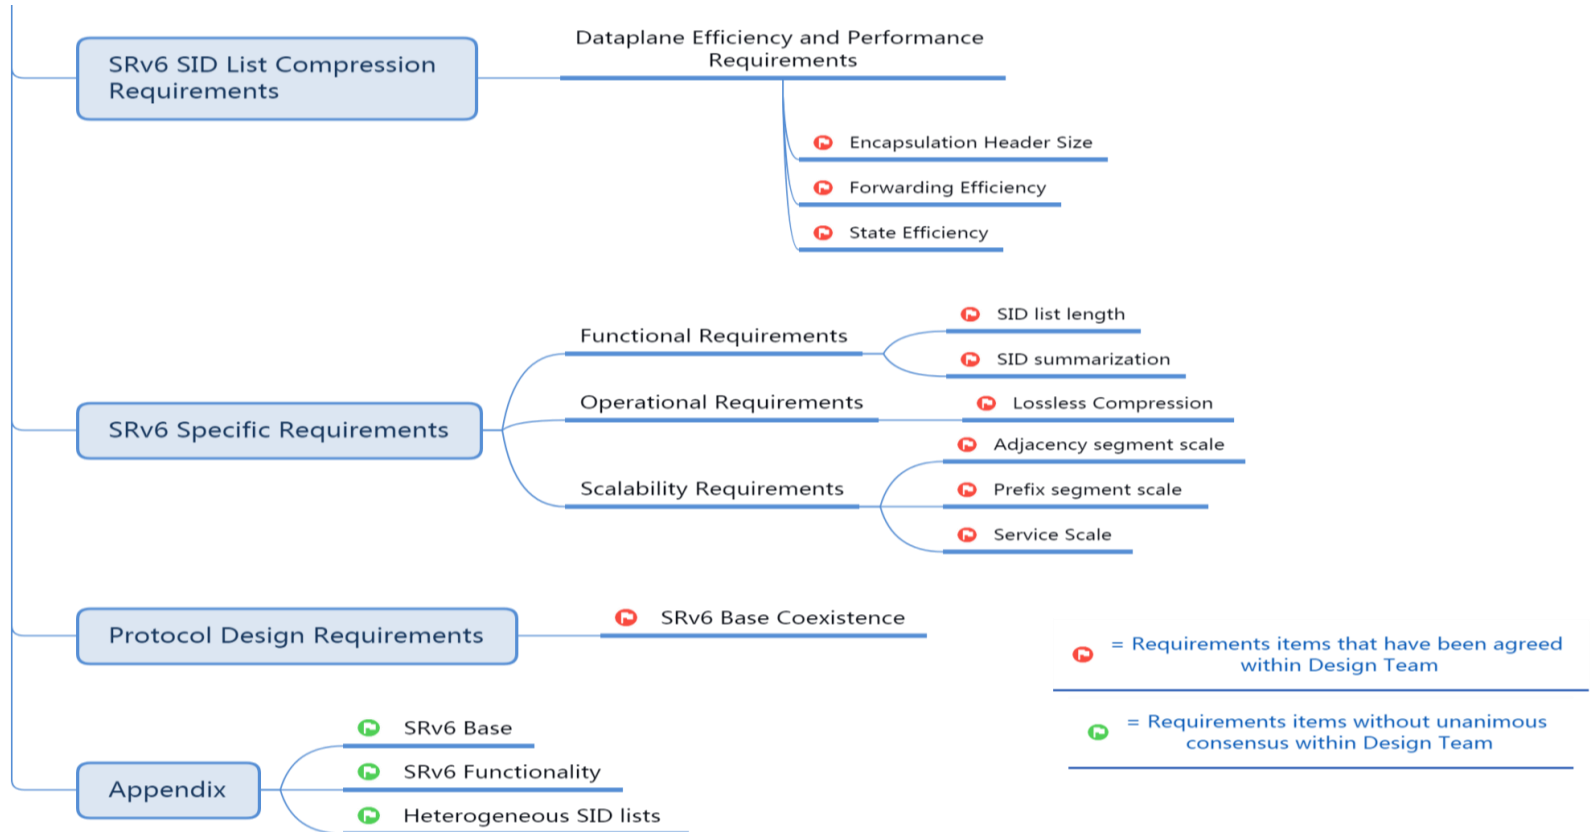 SRv6 SID List Compression
Requirements
Dataplane Efficiency and Performance
Requirements
Encapsulation Header Size
Forwarding Efficiency
State Efficiency
SRv6 Specific Requirements
Functional Requirements
SID list length
SID summarization
Operational Requirements
Lossless Compression
Scalability Requirements
Adjacency segment scale
Prefix segment scale
Service Scale
Protocol Design Requirements
SRv6 Base Coexistence
Appendix
SRv6 Base
SRv6 Functionality
Heterogeneous SID lists
= Requirements items that have been agreed
within Design Team
= Requirements items without unanimous
consensus within Design Team